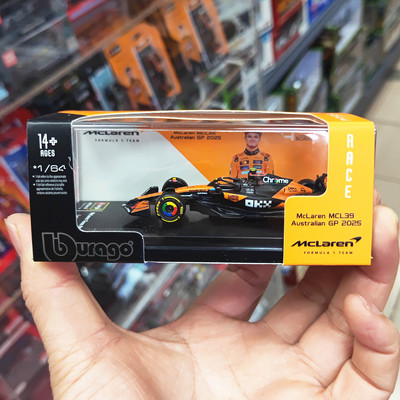 14+
AGES
*1/64
McLaren
FORMULA 1 TEAM
McLaren MCL39
Australian GP 2025
Chrome
OKX
RACE
McLaren MCL39
Australian GP 2025
McLaren
FORMULA 1 TEAM
burago